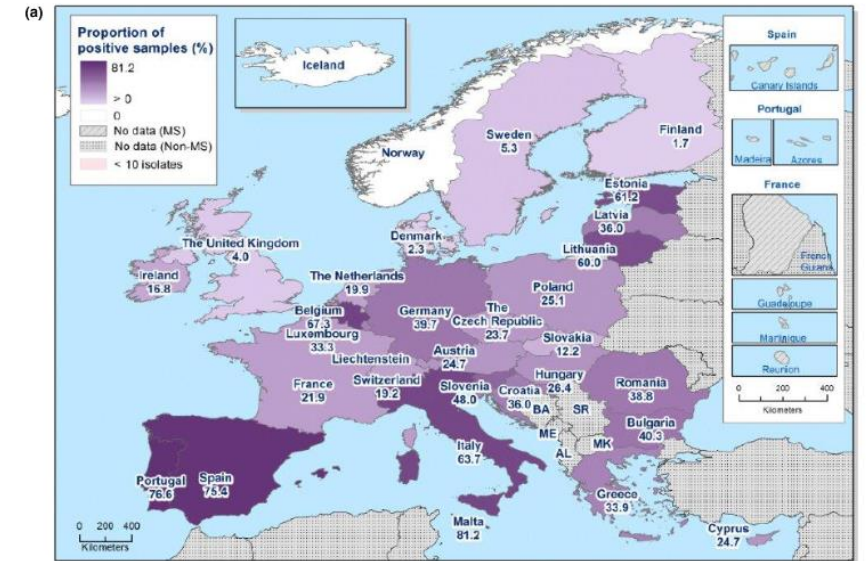 (a)
Proportion of
positive samples (%)
81.2
> 0
0
No data (MS)
No data (Non-MS)
< 10 isolates
Iceland
Norway
Sweden
5.3
Finland
1.7
Estonia
61.2
Latvia
36.0
Lithuania
60.0
Denmark
2.3
The United Kingdom
4.0
Ireland
16.8
The Netherlands
19.9
Belgium
67.3
Luxembourg
33.3
Germany
39.7
Poland
25.1
The
Czech Republic
23.7
Slovakia
12.2
Austria
24.7
Liechtenstein
Switzerland
19.2
France
21.9
Slovenia
48.0
Hungary
26.4
Croatia
36.0
Romania
38.8
Bulgaria
40.3
BA
SR
ME
MK
AL
Italy
63.7
Portugal
76.6
Spain
75.4
Greece
33.9
Malta
81.2
Cyprus
24.7
0 200 400
Kilometers
Spain
Canary Islands
Portugal
Madeira
Azores
France
French
Guiana
Guadeloupe
Martinique
Reunion
0 200 400
Kilometers